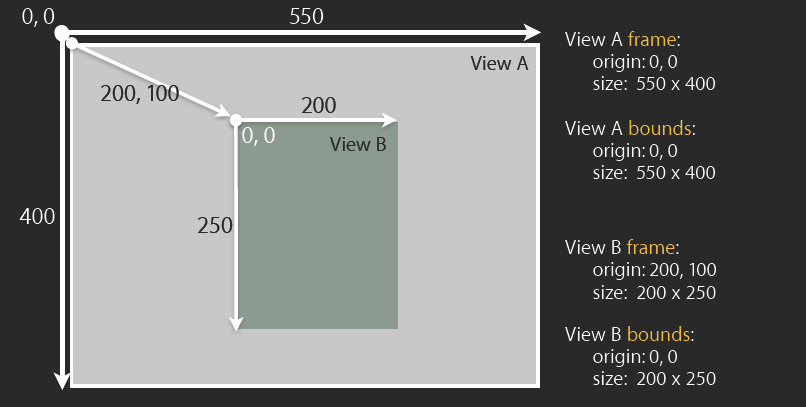 0, 0
550
View A
200, 100
200
0, 0
View B
250
400
View A frame:
origin: 0, 0
size: 550 x 400
View A bounds:
origin: 0, 0
size: 550 x 400
View B frame:
origin: 200, 100
size: 200 x 250
View B bounds:
origin: 0, 0
size: 200 x 250